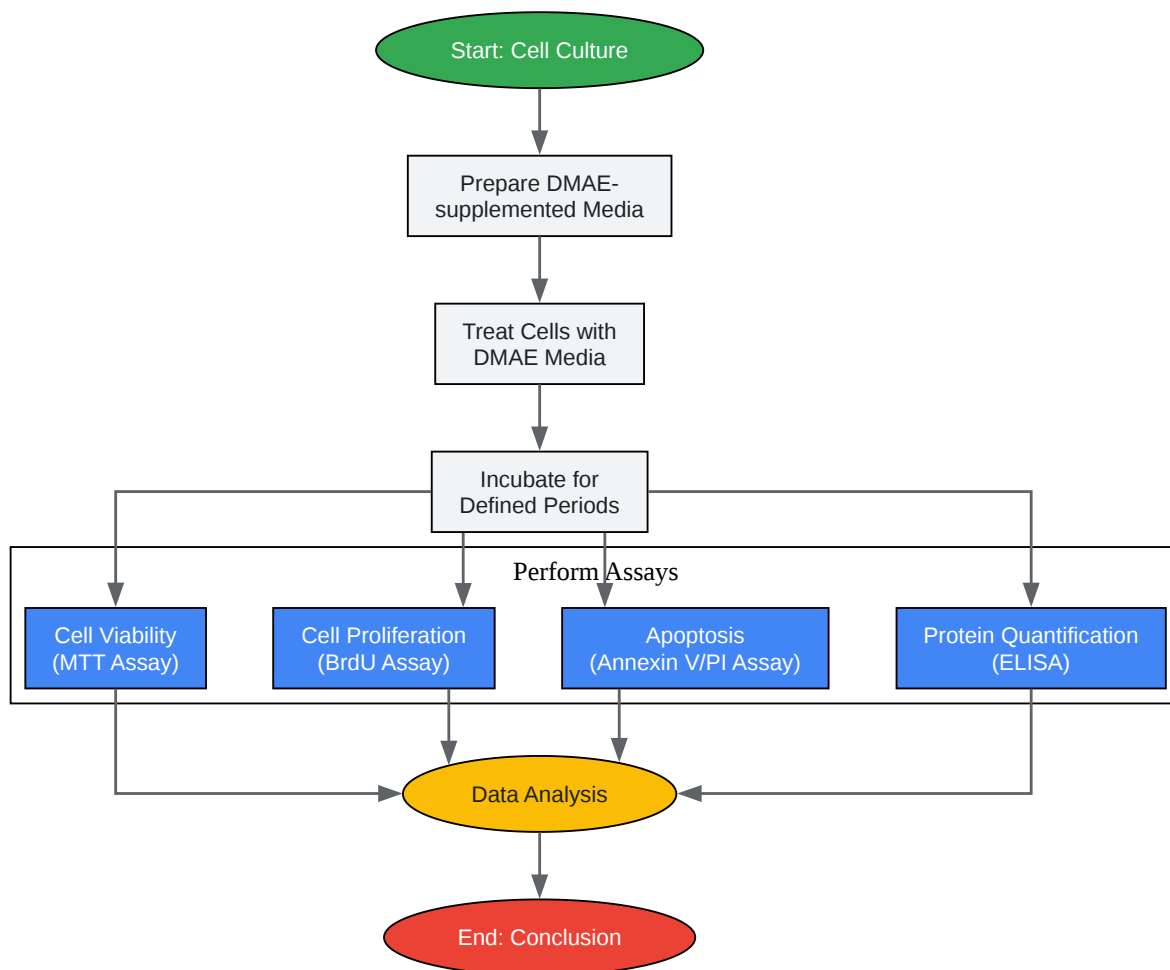 Start: Cell Culture
Prepare DMAE-
supplemented Media
Treat Cells with
DMAE Media
Incubate for
Defined Periods
Perform Assays
Cell Viability
(MTT Assay)
Cell Proliferation
(BrdU Assay)
Apoptosis
(Annexin V/PI Assay)
Protein Quantification
(ELISA)
Data Analysis
End: Conclusion